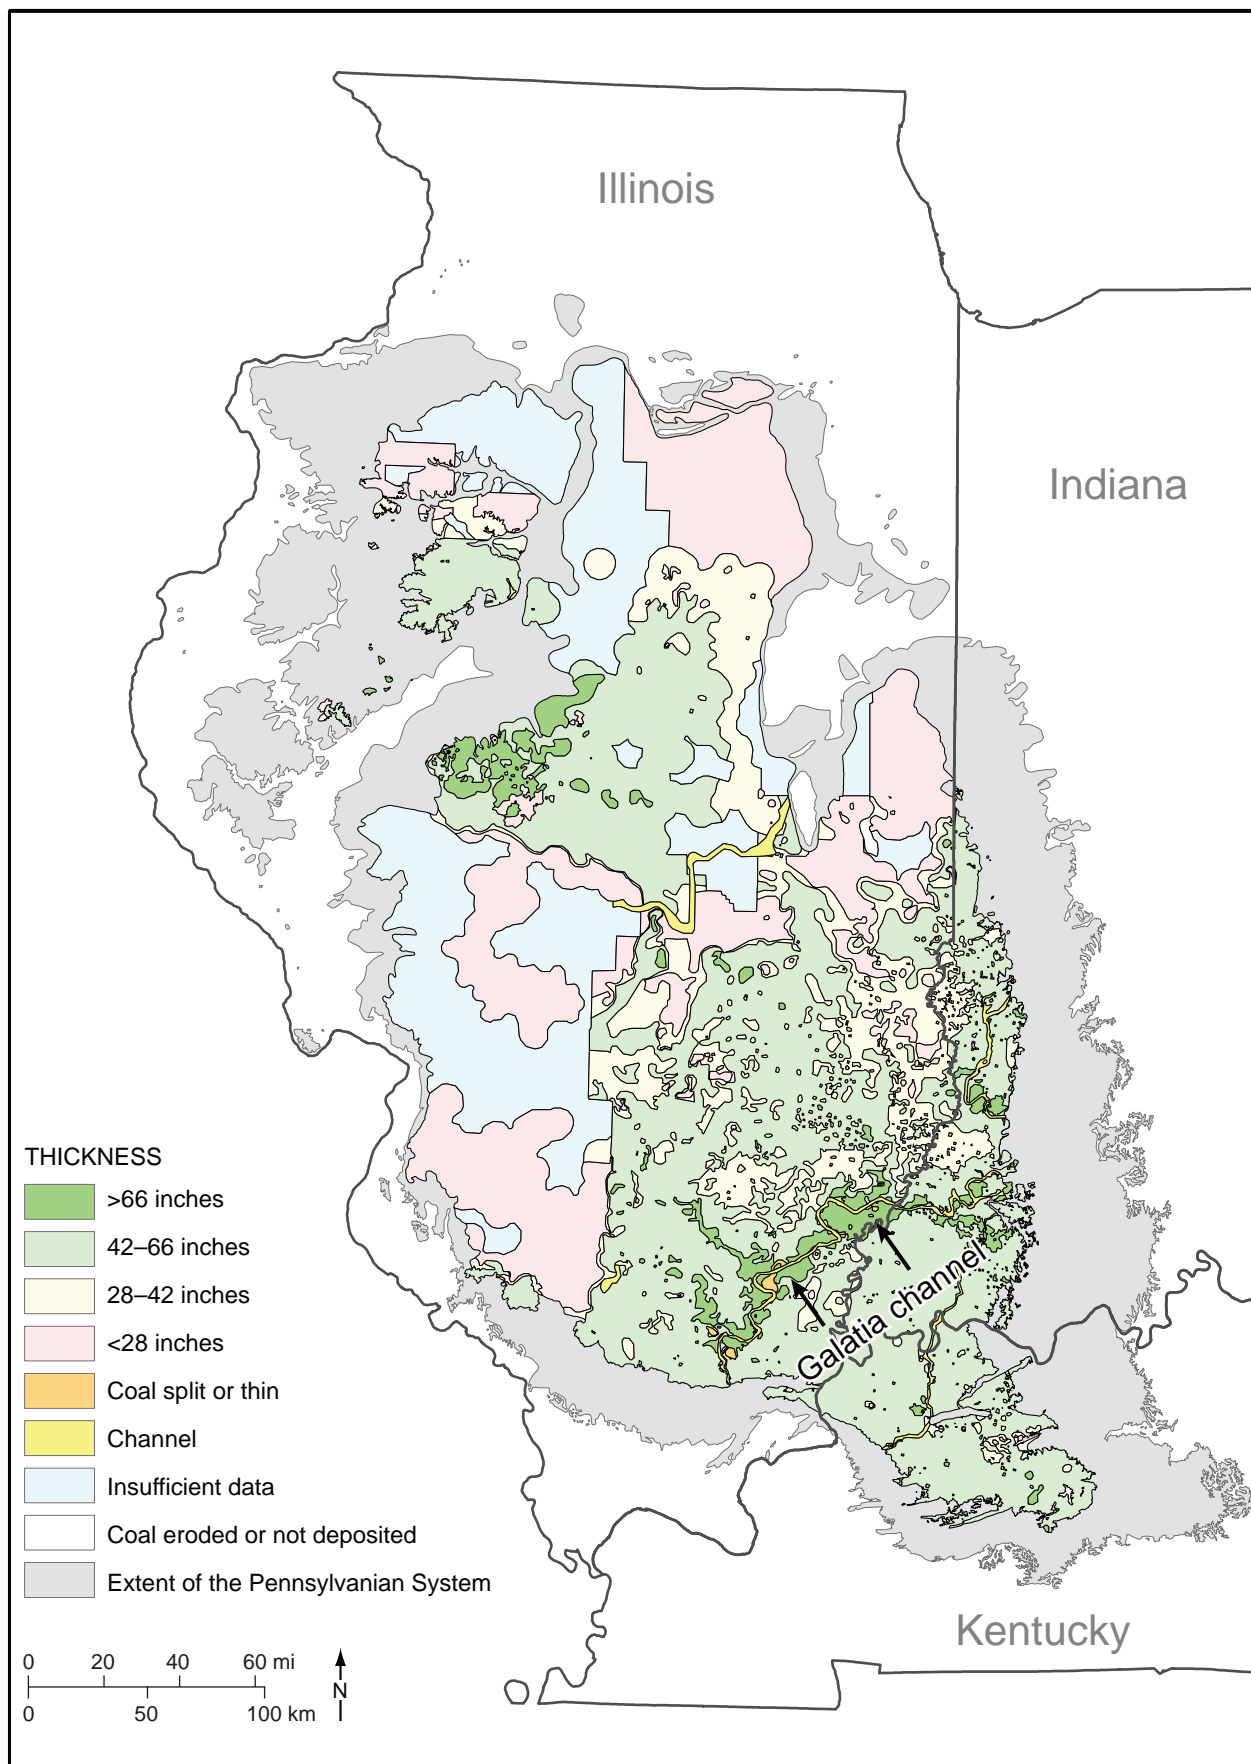 Illinois
Indiana
THICKNESS
>66 inches
42–66 inches
28–42 inches
<28 inches
Coal split or thin
Channel
Insufficient data
Coal eroded or not deposited
Extent of the Pennsylvanian System
Galatia channel
Kentucky
0 20 40 60 mi
0 50 100 km
N